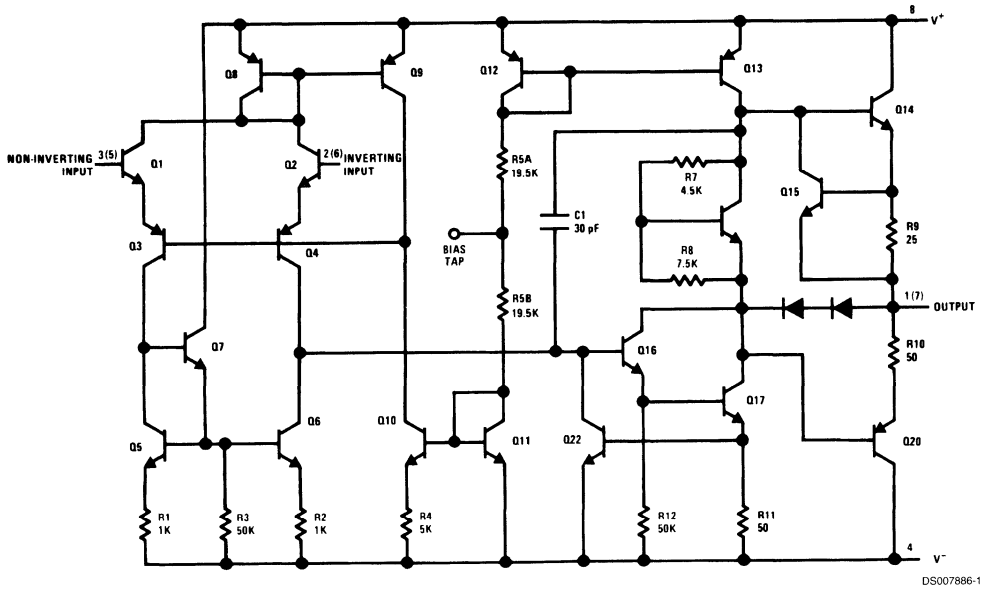 8
V+
Q8
Q9
Q12
Q13
Q14
NON-INVERTING
INPUT
3(5)
Q1
Q2
2(6)
INVERTING
INPUT
R5A
19.5K
R7
4.5K
Q15
C1
30 pF
R9
25
Q3
Q4
BIAS
TAP
R8
7.5K
R5B
19.5K
1(7)
OUTPUT
Q7
Q16
R10
50
Q5
Q6
Q10
Q11
Q22
Q17
Q20
R1
1K
R3
50K
R2
1K
R4
5K
R12
50K
R11
50
4
V-
DS007886-1